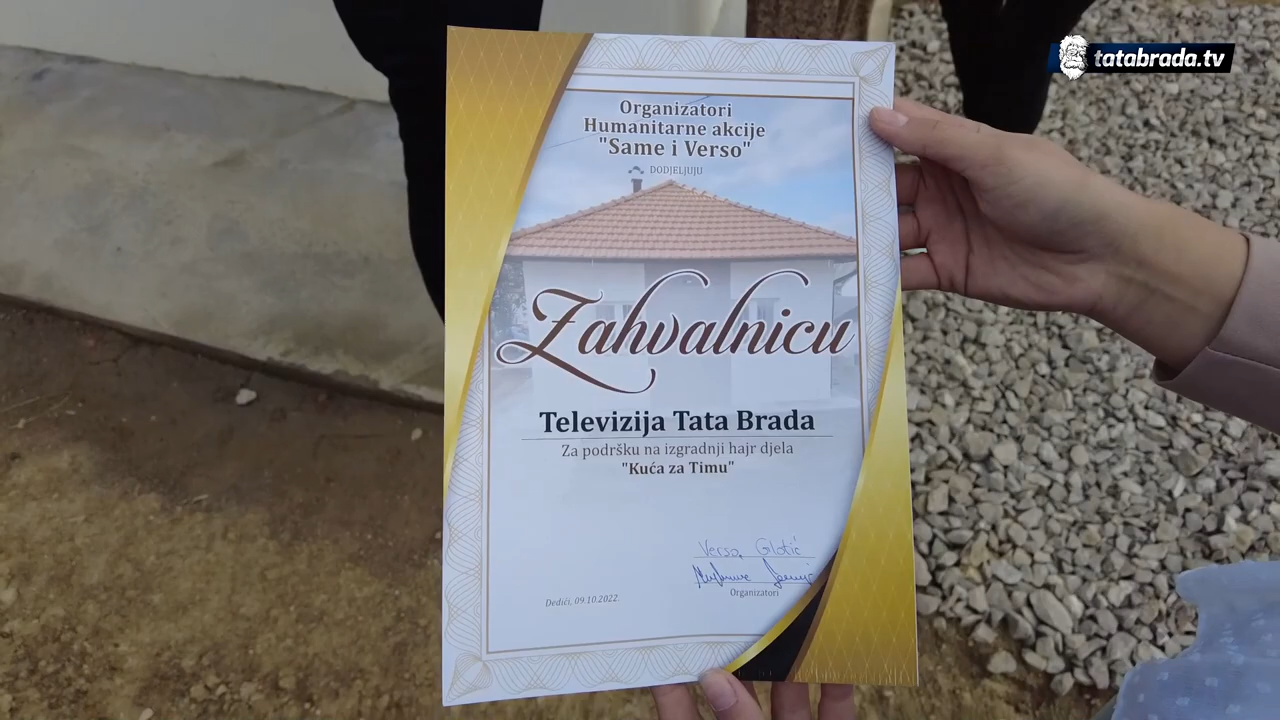 tatabrada.tv
Organizatori
Humanitarne akcije
"Same i Verso"
DODJELJUJU
Zahvalnicu
Televizija Tata Brada
Za podršku na izgradnji hajr djela
"Kuća za Timu"
Verso, Glotić
Organizatori
Dedići, 09.10.2022.